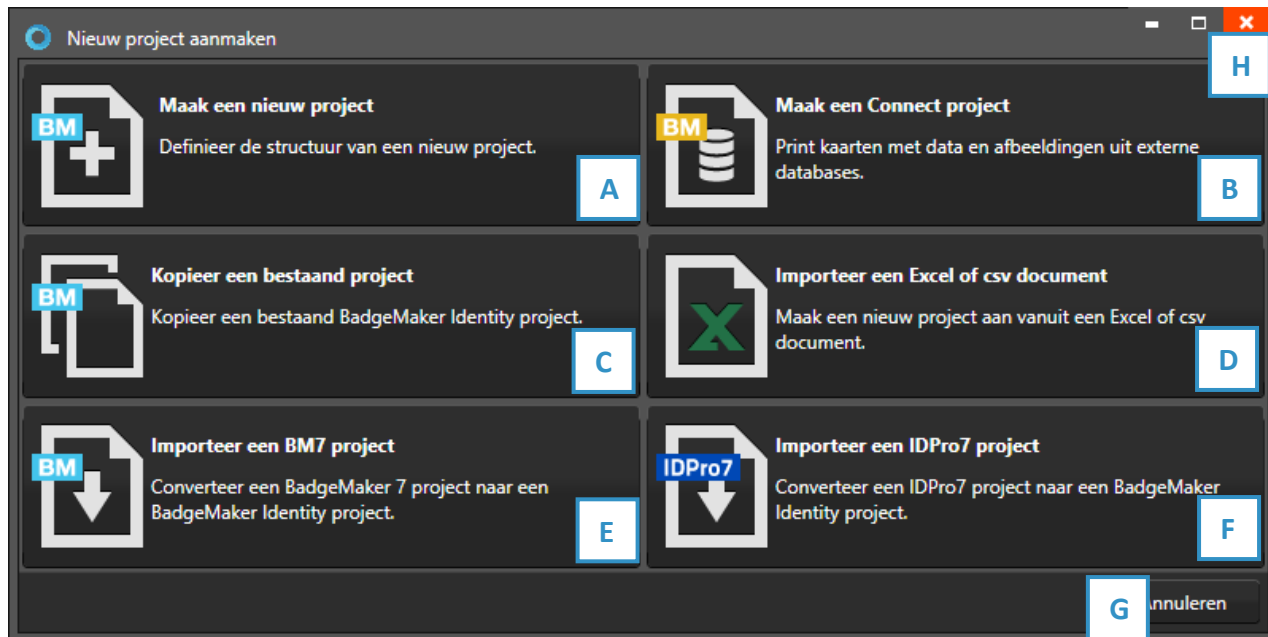 Nieuw project aanmaken
H
BM
Maak een nieuw project
Definieer de structuur van een nieuw project.
A
BM
Maak een Connect project
Print kaarten met data en afbeeldingen uit externe
databases.
B
BM
Kopieer een bestaand project
Kopieer een bestaand BadgeMaker Identity project.
C
X
Importeer een Excel of csv document
Maak een nieuw project aan vanuit een Excel of csv
document.
D
BM
Importeer een BM7 project
Converteer een BadgeMaker 7 project naar een
BadgeMaker Identity project.
E
IDPro7
Importeer een IDPro7 project
Converteer een IDPro7 project naar een BadgeMaker
Identity project.
F
G
Annuleren